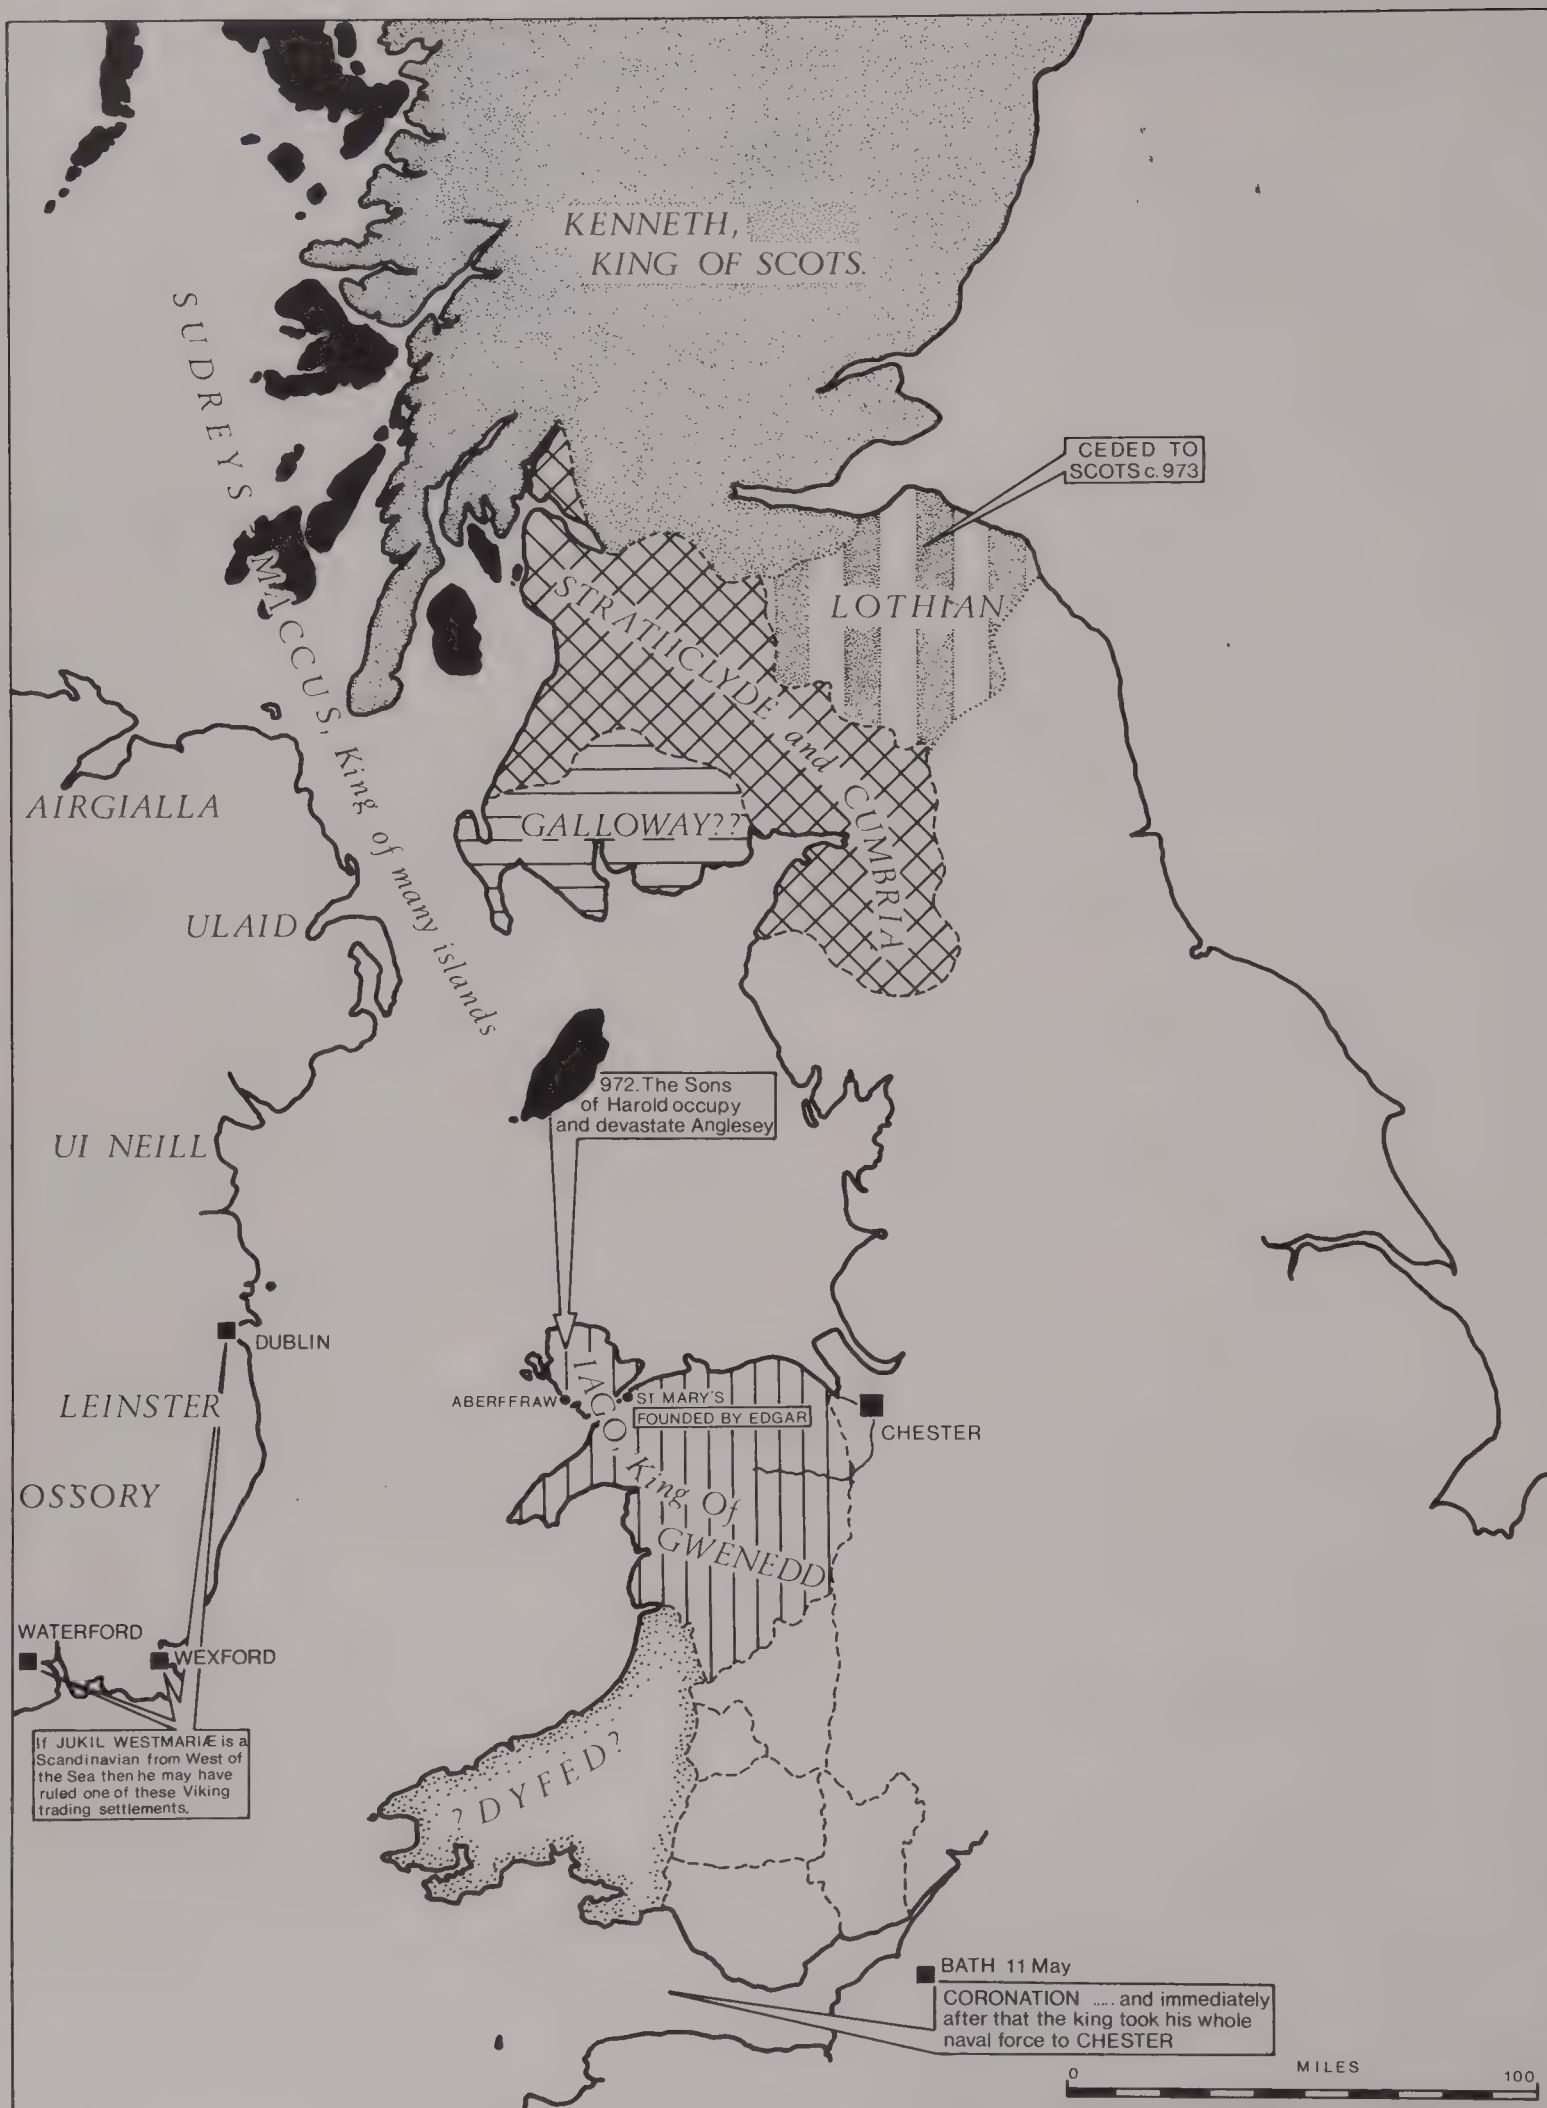 KENNETH,
KING OF SCOTS.
SUDREYS - MACCUS, King of many islands
CEDED TO
SCOTS c.973
LOTHIAN
STRATHCLYDE and CUMBRIA
AIRGIALLA
GALLOWAY??
ULAID
972. The Sons
of Harold occupy
and devastate Anglesey
UI NEILL
DUBLIN
LEINSTER
ABERFFRAW
ST MARY'S
FOUNDED BY EDGAR
CHESTER
IAGO, King Of
GWENEDD
OSSORY
WATERFORD
WEXFORD
If JUKIL WESTMARIÆ is a
Scandinavian from West of
the Sea then he may have
ruled one of these Viking
trading settlements.
? DYFED?
BATH 11 May
CORONATION ..... and immediately
after that the king took his whole
naval force to CHESTER
MILES
0 100